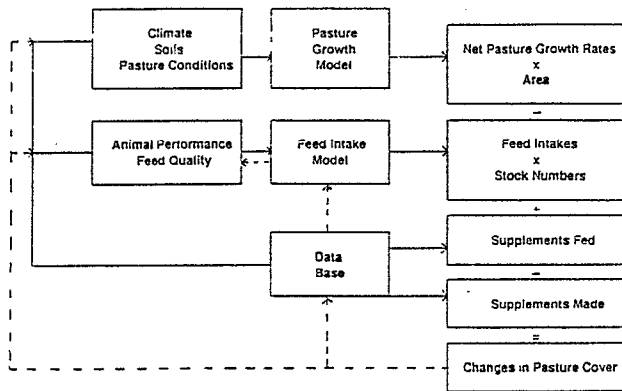 Climate
Soils
Pasture Conditions
Pasture
Growth
Model
Net Pasture Growth Rates
x
Area
-
Animal Performance
Feed Quality
Feed Intake
Model
Feed Intakes
x
Stock Numbers
+
Data
Base
Supplements Fed
-
Supplements Made
=
Changes in Pasture Cover